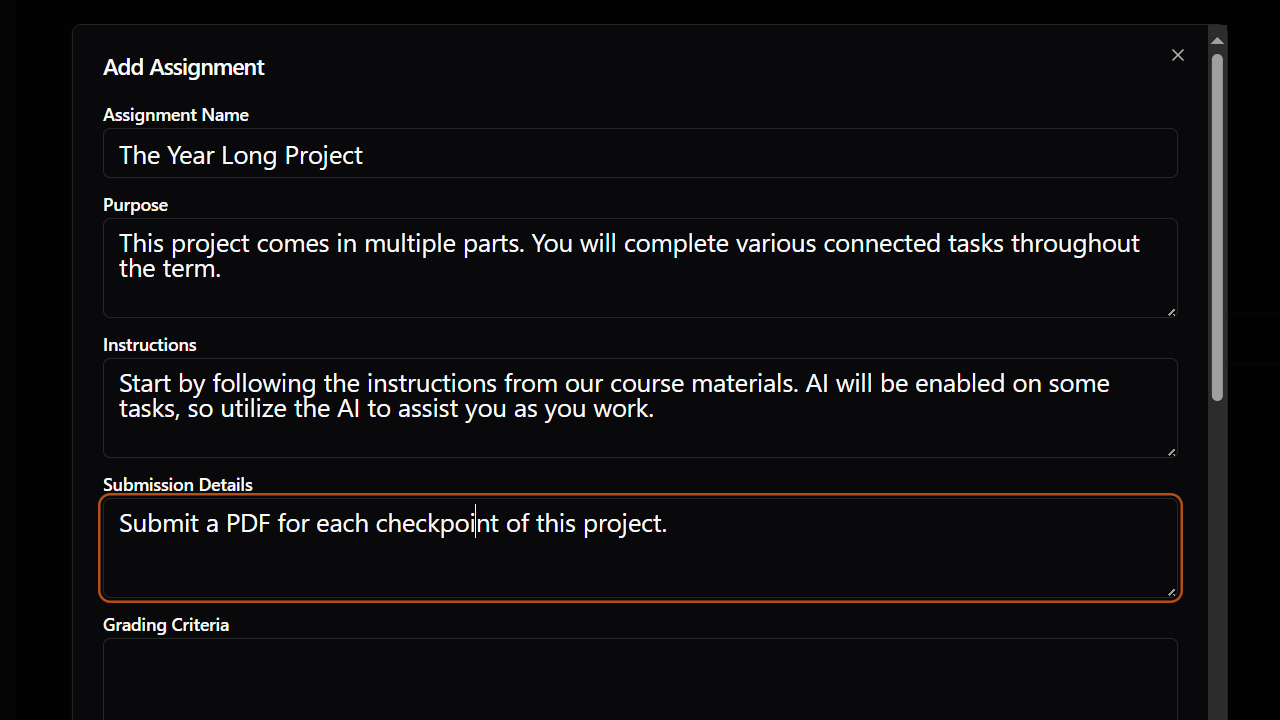 Add Assignment
Assignment Name
The Year Long Project
Purpose
This project comes in multiple parts. You will complete various connected tasks throughout
the term.
Instructions
Start by following the instructions from our course materials. AI will be enabled on some
tasks, so utilize the AI to assist you as you work.
Submission Details
Submit a PDF for each checkpoint of this project.
Grading Criteria